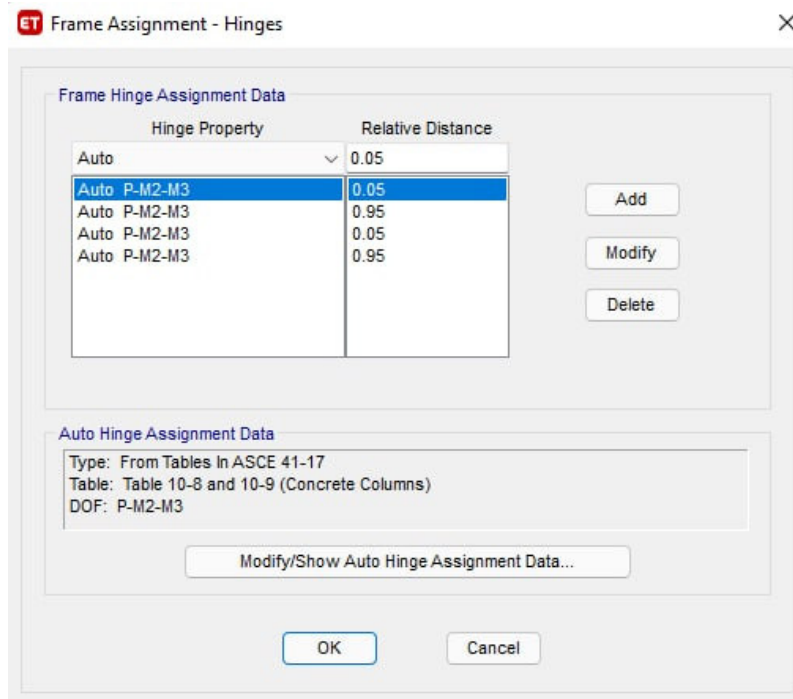 ET Frame Assignment - Hinges
Frame Hinge Assignment Data
Hinge Property Relative Distance
Auto 0.05
Auto P-M2-M3 0.05
Auto P-M2-M3 0.95
Auto P-M2-M3 0.05
Auto P-M2-M3 0.95
Add
Modify
Delete
Auto Hinge Assignment Data
Type: From Tables In ASCE 41-17
Table: Table 10-8 and 10-9 (Concrete Columns)
DOF: P-M2-M3
Modify/Show Auto Hinge Assignment Data...
OK Cancel